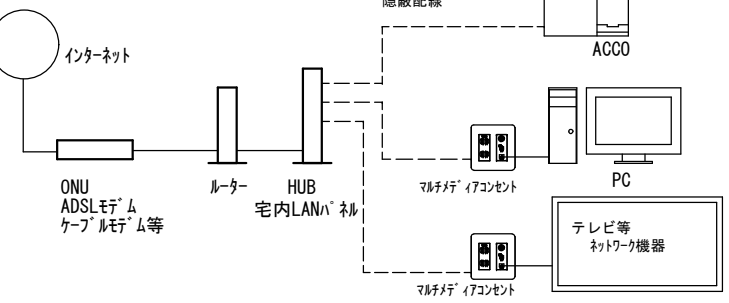 隠蔽配線
ACCO
インターネット
ONU
ADSLモデム
ケーブルモデム等
ルーター
HUB
宅内LANパネル
マルチメディアコンセント
PC
テレビ等
ネットワーク機器
マルチメディアコンセント